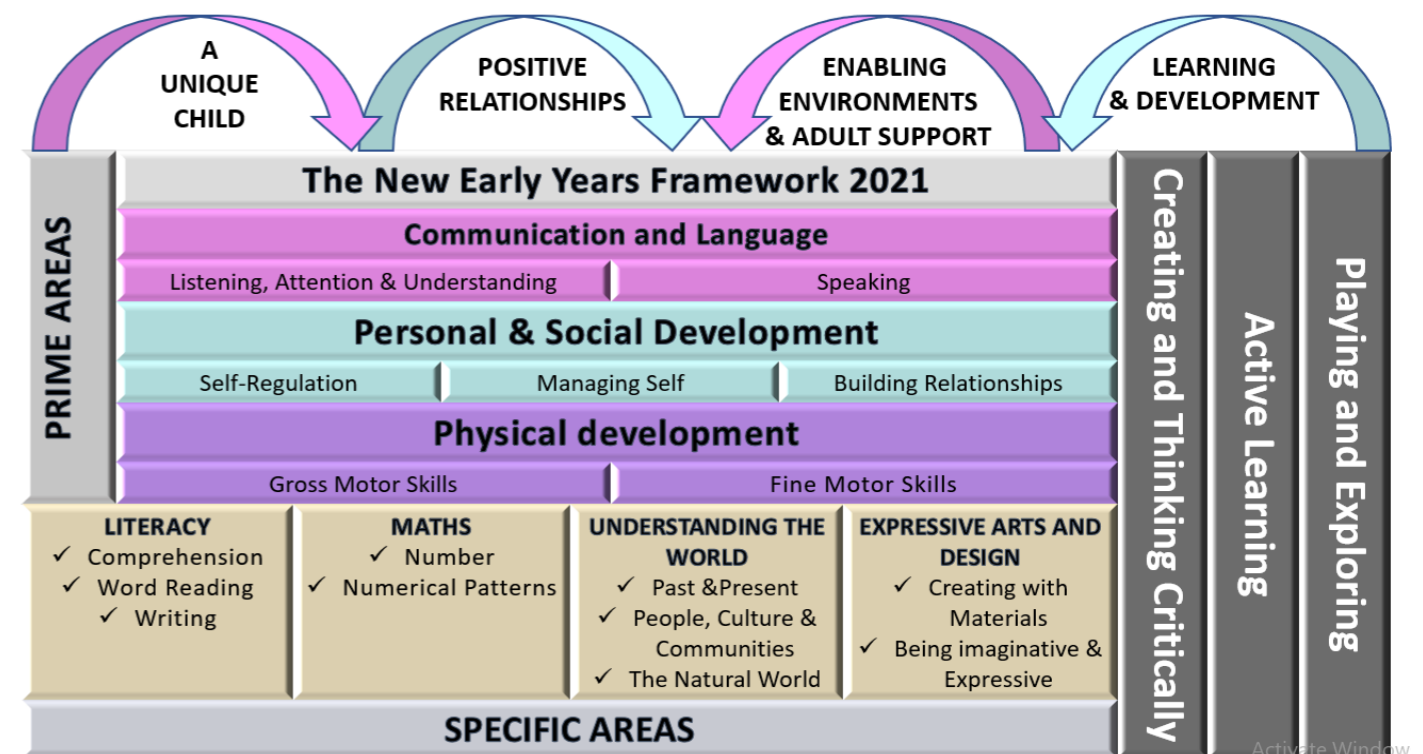 A
UNIQUE
CHILD
POSITIVE
RELATIONSHIPS
ENABLING
ENVIRONMENTS
& ADULT SUPPORT
LEARNING
& DEVELOPMENT
PRIME AREAS
The New Early Years Framework 2021
Communication and Language
Listening, Attention & Understanding
Speaking
Personal & Social Development
Self-Regulation
Managing Self
Building Relationships
Physical development
Gross Motor Skills
Fine Motor Skills
LITERACY
✓ Comprehension
✓ Word Reading
✓ Writing
MATHS
✓ Number
✓ Numerical Patterns
UNDERSTANDING THE
WORLD
✓ Past &Present
✓ People, Culture &
Communities
✓ The Natural World
EXPRESSIVE ARTS AND
DESIGN
✓ Creating with
Materials
✓ Being imaginative &
Expressive
SPECIFIC AREAS
Creating and Thinking Critically
Active Learning
Playing and Exploring
Activate Window